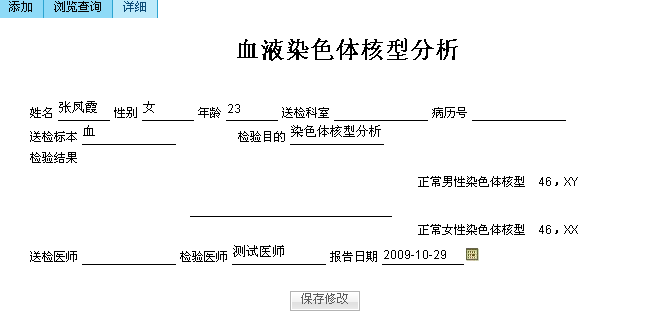 添加 浏览查询 详细
血液染色体核型分析
姓名 张凤霞 性别 女 年龄 23 送检科室 病历号
送检标本 血 检验目的 染色体核型分析
检验结果
正常男性染色体核型 46，XY
正常女性染色体核型 46，XX
送检医师 检验医师 测试医师 报告日期 2009-10-29
保存修改